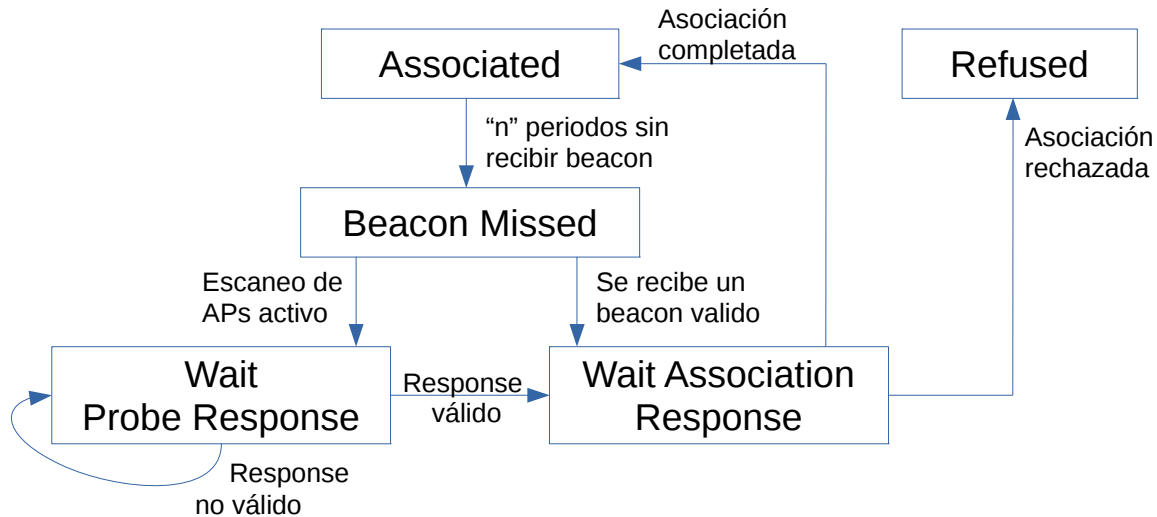 Asociación
completada
Associated
Refused
“n” periodos sin
recibir beacon
Asociación
rechazada
Beacon Missed
Escaneo de
APs activo
Se recibe un
beacon valido
Wait
Probe Response
Response
válido
Wait Association
Response
Response
no válido